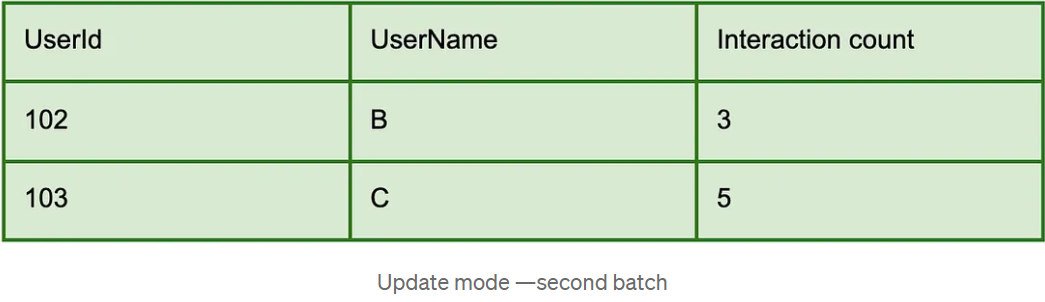 UserId UserName Interaction count
102 B 3
103 C 5
Update mode —second batch